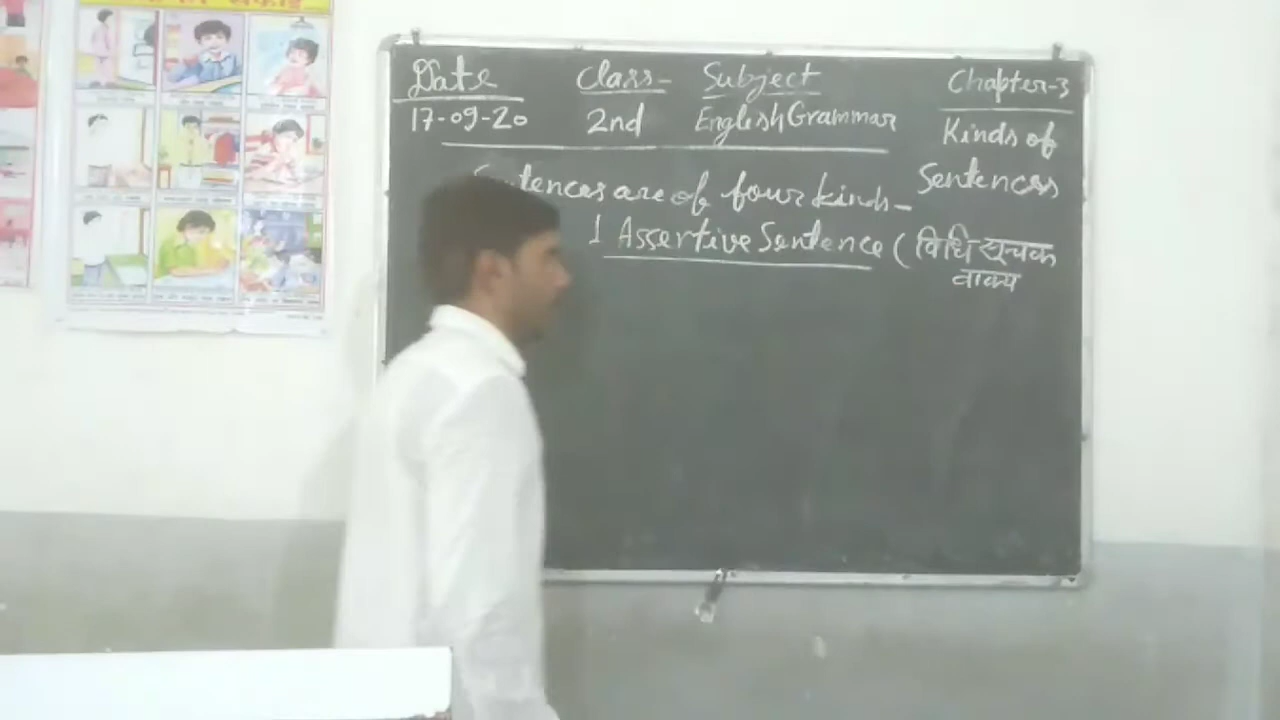 Date Class- Subject Chapter-3
17-09-20 2nd English Grammar Kinds of
Sentences
Sentences are of four kinds-
1 Assertive Sentence (विधि सूचक
वाक्य